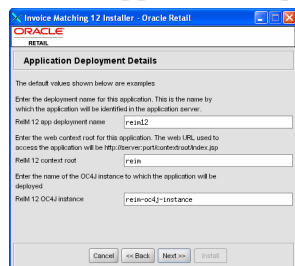 Invoice Matching 12 Installer - Oracle Retail
ORACLE
RETAIL
Application Deployment Details
The default values shown below are examples
Enter the deployment name for this application. This is the name by
which the application will be identified in the application server.
ReIM 12 app deployment name reim12
Enter the web context root for this application. The web URL used to
access the application will be http://server:port/contextroot/index.jsp
ReIM 12 context root reim
Enter the name of the OC4J instance to which the application will be
deployed
ReIM 12 OC4J instance reim-oc4j-instance
Cancel << Back Next >> Install